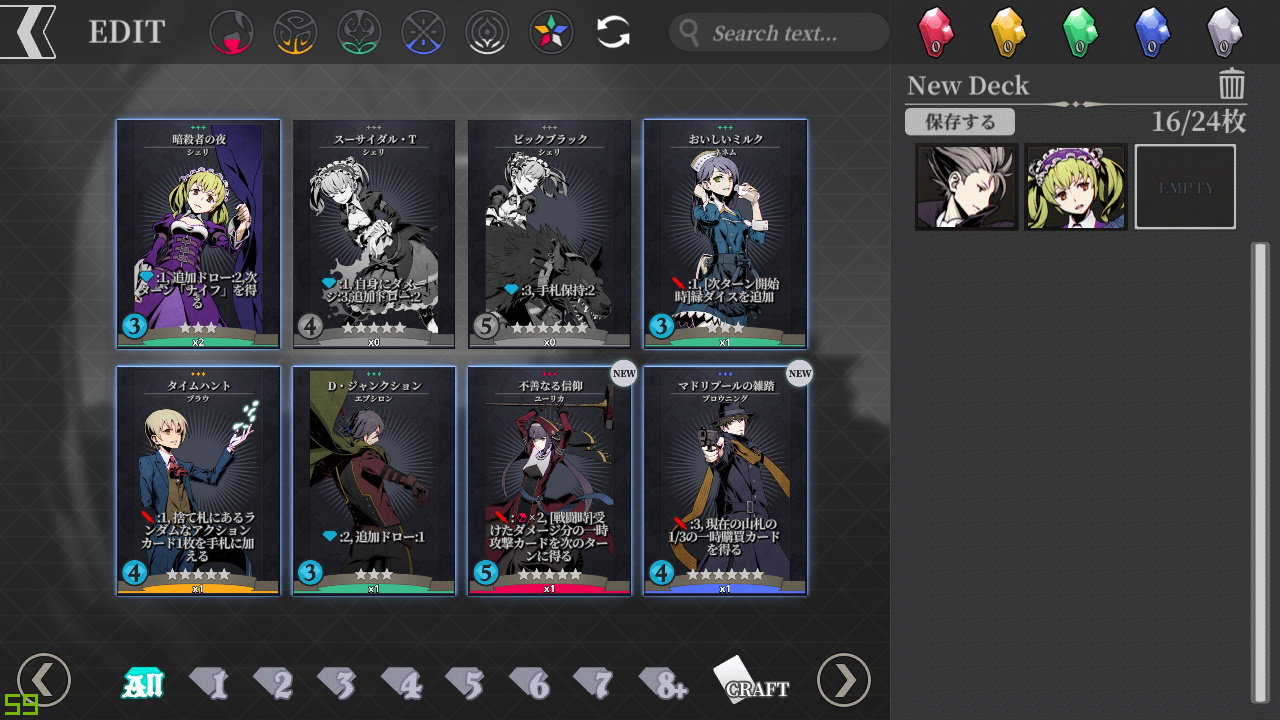 EDIT
Search text...
0
0
0
0
0
New Deck
保存する
16/24枚
EMPTY
暗殺者の夜
シェリ
:1, 追加ドロー:2,次
ターン「ナイフ」を得
る
3
x2
スーサイダル・T
シェリ
:1, 自身にダメー
ジ:3,追加ドロー:2
4
x0
ビックブラック
シェリ
:3, 手札保持:2
5
x0
おいしいミルク
ネネム
:1, [次ターン開始
時]緑ダイスを追加
3
x1
タイムハント
ブラウ
:1, 捨て札にあるラ
ンダムなアクション
カード1枚を手札に加
える
4
x1
D・ジャンクション
エプシロン
:2, 追加ドロー:1
3
x1
NEW
不善なる信仰
ユーリカ
:×2, [戦闘時]受
けたダメージ分の一時
攻撃カードを次のター
ンに得る
5
x1
NEW
マドリプールの雑踏
ブロウニング
:3, 現在の山札の
1/3の一時購買カード
を得る
4
x1
All
1
2
3
4
5
6
7
8+
CRAFT
59